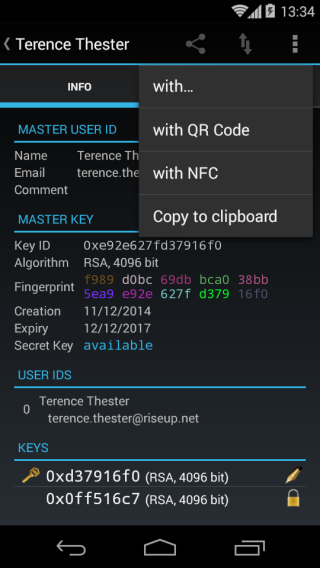 13:34
Terence Thester
INFO
with...
with QR Code
with NFC
Copy to clipboard
MASTER USER ID
Name Terence Th
Email terence.the
Comment
MASTER KEY
Key ID 0xe92e627fd37916f0
Algorithm RSA, 4096 bit
Fingerprint f989 d0bc 69db bca0 38bb
5ea9 e92e 627f d379 16f0
Creation 11/12/2014
Expiry 12/12/2017
Secret Key available
USER IDS
0 Terence Thester
terence.thester@riseup.net
KEYS
0xd37916f0 (RSA, 4096 bit)
0x0ff516c7 (RSA, 4096 bit)